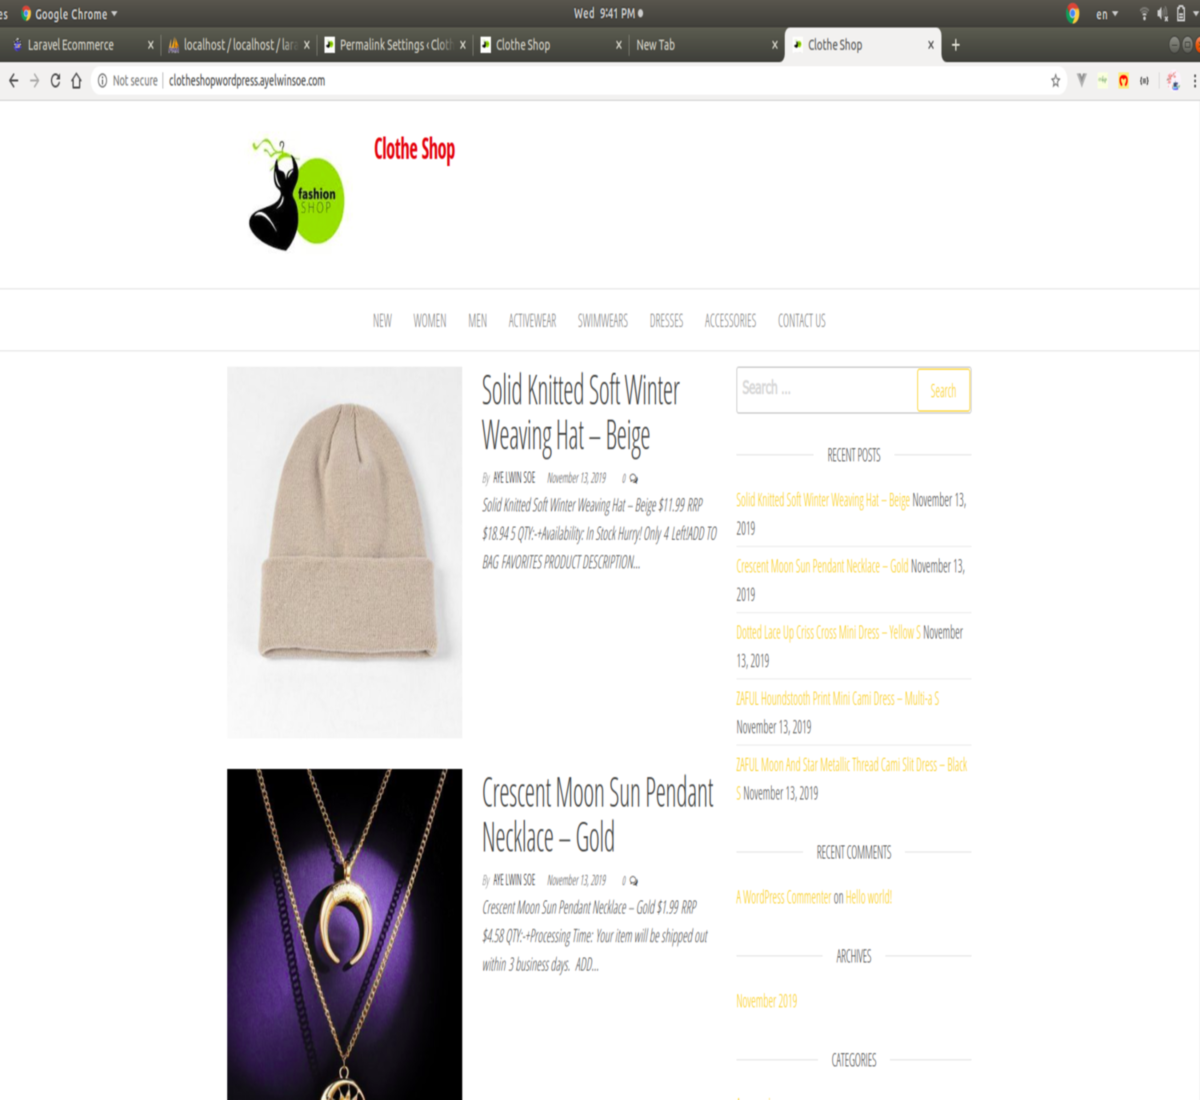 es Google Chrome Wed 9:41 PM en
Laravel Ecommerce x localhost / localhost / lara x Permalink Settings ‹ Cloth x Clothe Shop x New Tab x Clothe Shop x +
Not secure clotheshopwordpress.ayelwinsoe.com
Clothe Shop
fashion
SHOP
NEW WOMEN MEN ACTIVEWEAR SWIMWEARS DRESSES ACCESSORIES CONTACT US
Solid Knitted Soft Winter
Weaving Hat – Beige
By AYE LWIN SOE November 13, 2019 0
Solid Knitted Soft Winter Weaving Hat – Beige $11.99 RRP
$18.94 5 QTY:-+Availability: In Stock Hurry! Only 4 Left!ADD TO
BAG FAVORITES PRODUCT DESCRIPTION...
Crescent Moon Sun Pendant
Necklace – Gold
By AYE LWIN SOE November 13, 2019 0
Crescent Moon Sun Pendant Necklace – Gold $1.99 RRP
$4.58 QTY:-+Processing Time: Your item will be shipped out
within 3 business days. ADD...
Search ... Search
RECENT POSTS
Solid Knitted Soft Winter Weaving Hat – Beige November 13,
2019
Crescent Moon Sun Pendant Necklace – Gold November 13,
2019
Dotted Lace Up Criss Cross Mini Dress – Yellow S November
13, 2019
ZAFUL Houndstooth Print Mini Cami Dress – Multi-a S
November 13, 2019
ZAFUL Moon And Star Metallic Thread Cami Slit Dress – Black
S November 13, 2019
RECENT COMMENTS
A WordPress Commenter on Hello world!
ARCHIVES
November 2019
CATEGORIES